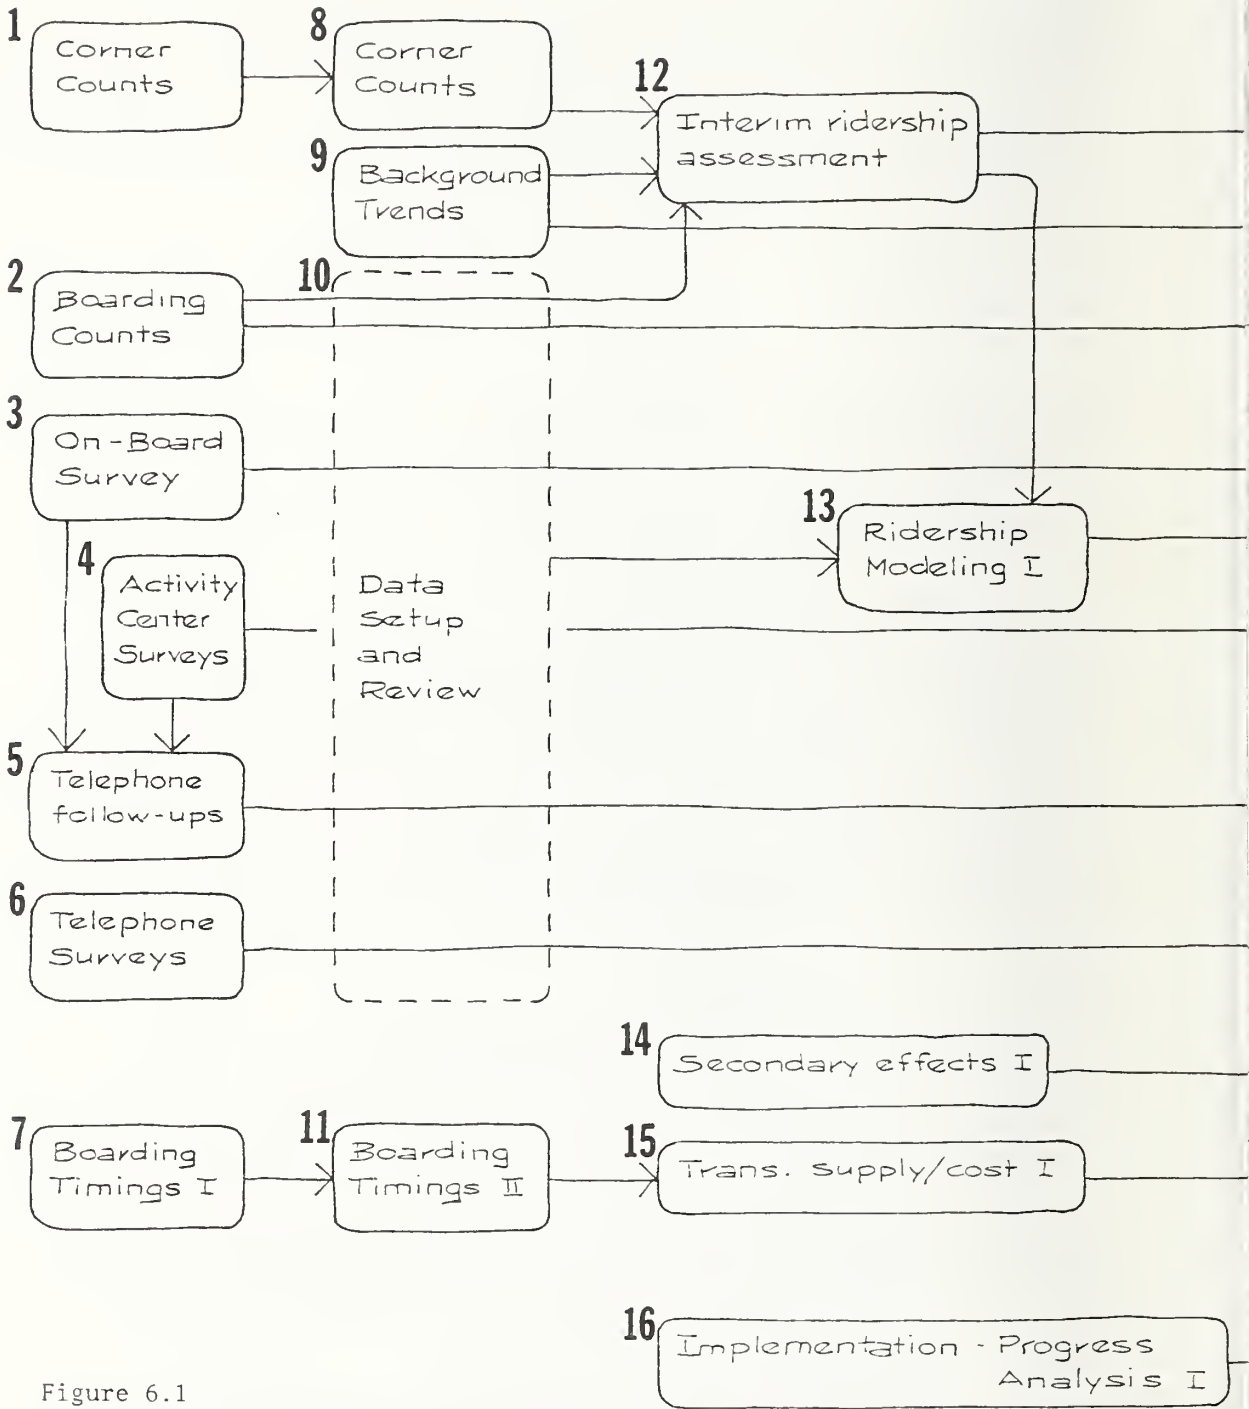 1
Corner
Counts
8
Corner
Counts
12
Interim ridership
assessment
9
Background
Trends
2
Boarding
Counts
10
Data
Setup
and
Review
3
On-Board
Survey
13
Ridership
Modeling I
4
Activity
Center
Surveys
5
Telephone
follow-ups
6
Telephone
Surveys
14
Secondary effects I
7
Boarding
Timings I
11
Boarding
Timings II
15
Trans. supply/cost I
16
Implementation - Progress
Analysis I
Figure 6.1